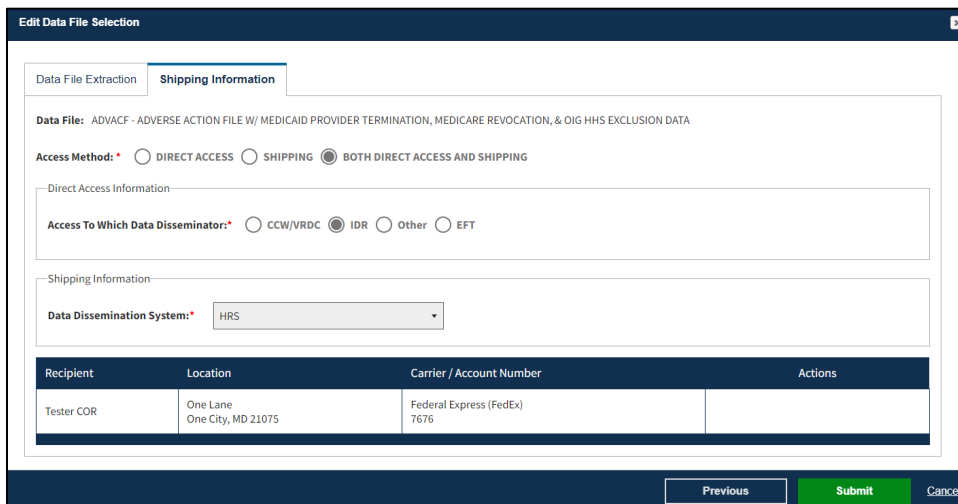 Edit Data File Selection
Data File Extraction Shipping Information
Data File: ADVACF - ADVERSE ACTION FILE W/ MEDICAID PROVIDER TERMINATION, MEDICARE REVOCATION, & OIG HHS EXCLUSION DATA
Access Method: * DIRECT ACCESS SHIPPING BOTH DIRECT ACCESS AND SHIPPING
Direct Access Information
Access To Which Data Disseminator:* CCW/VRDC IDR Other EFT
Shipping Information
Data Dissemination System:* HRS
Recipient Location Carrier / Account Number Actions
Tester COR One Lane Federal Express (FedEx)
One City, MD 21075 7676
Previous Submit Cance